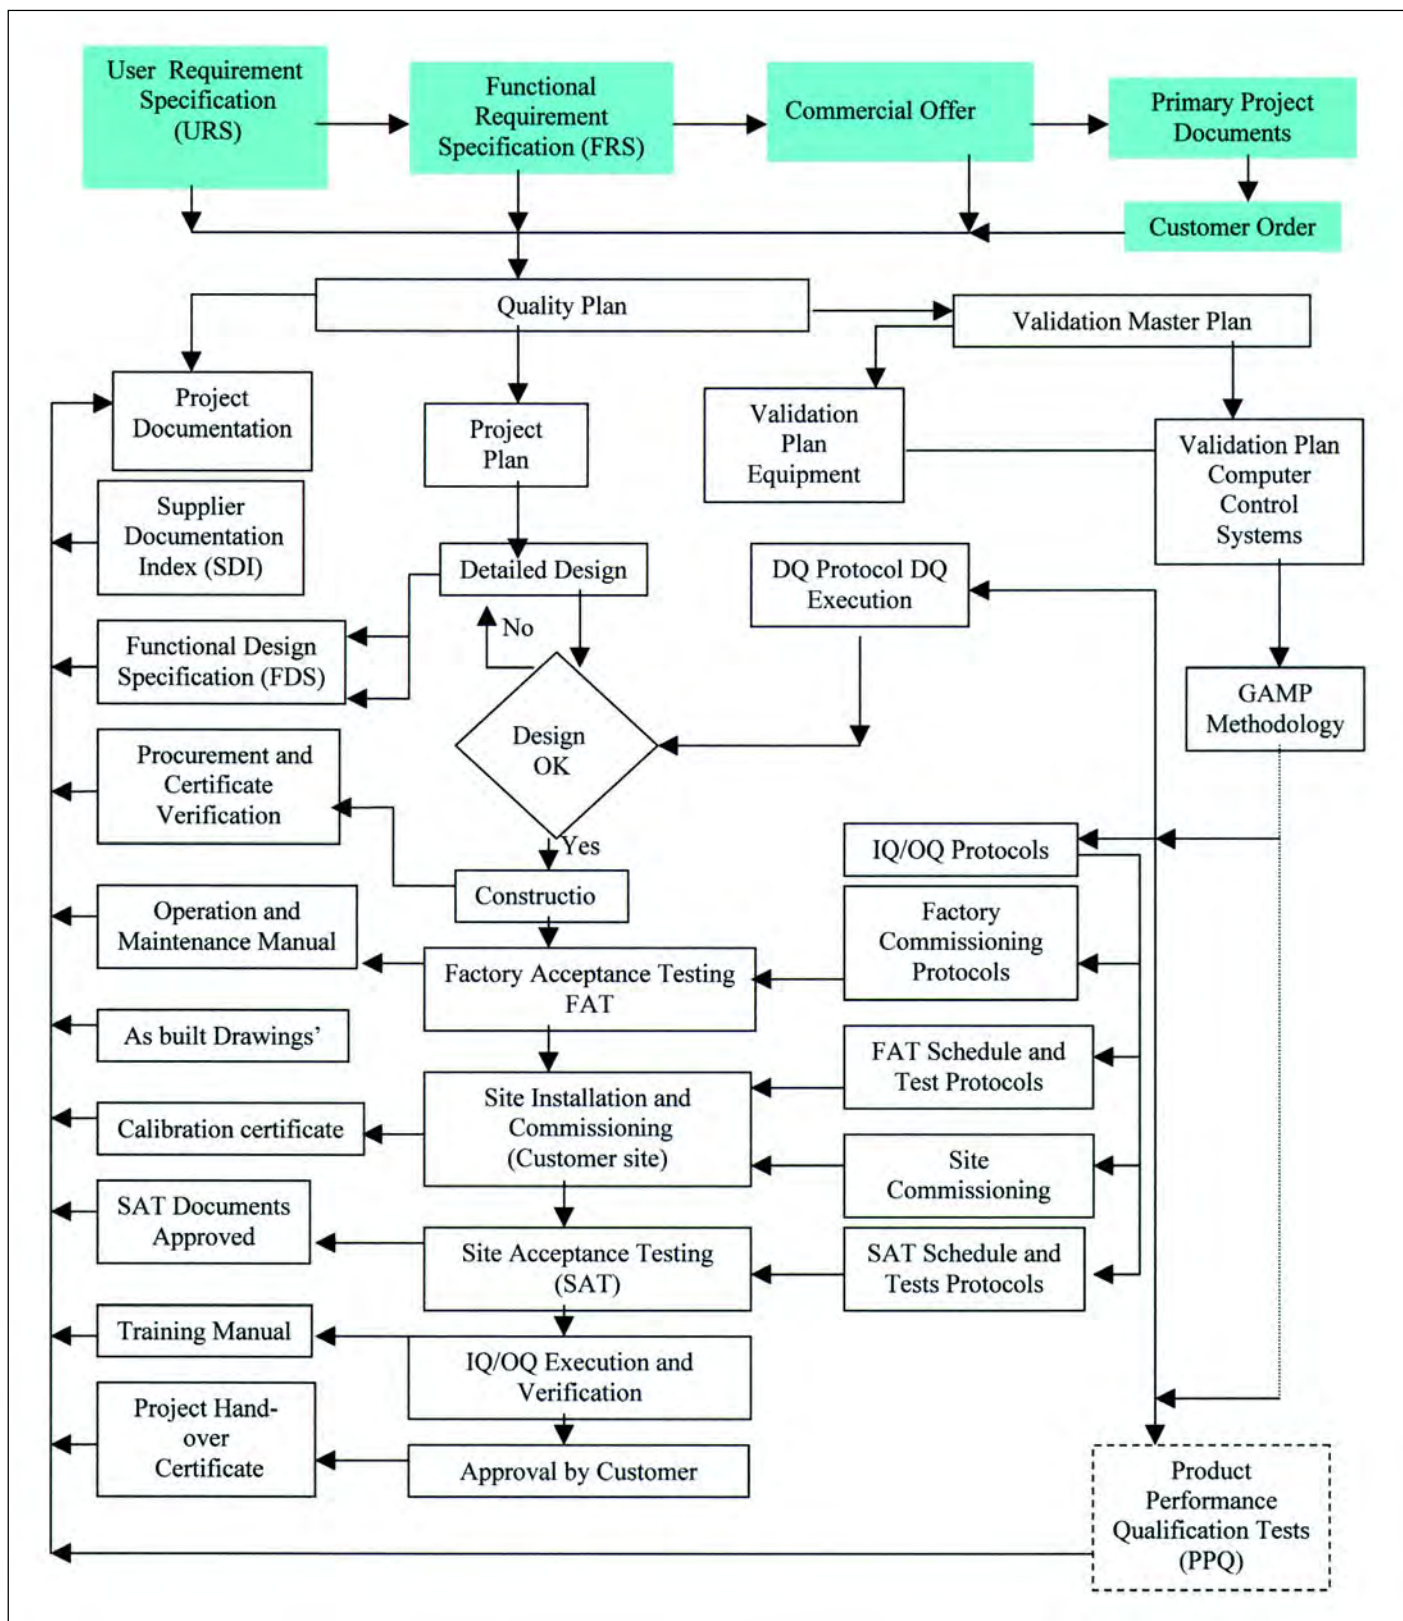 User Requirement
Specification
(URS)
Functional
Requirement
Specification (FRS)
Commercial Offer
Primary Project
Documents
Customer Order
Quality Plan
Validation Master Plan
Project
Documentation
Project
Plan
Validation
Plan
Equipment
Validation Plan
Computer
Control
Systems
Supplier
Documentation
Index (SDI)
Detailed Design
DQ Protocol DQ
Execution
No
Functional Design
Specification (FDS)
GAMP
Methodology
Design
OK
Procurement and
Certificate
Verification
Yes
IQ/OQ Protocols
Constructio
Operation and
Maintenance Manual
Factory
Commissioning
Protocols
Factory Acceptance Testing
FAT
As built Drawings’
FAT Schedule and
Test Protocols
Site Installation and
Commissioning
(Customer site)
Calibration certificate
Site
Commissioning
SAT Documents
Approved
Site Acceptance Testing
(SAT)
SAT Schedule and
Tests Protocols
Training Manual
IQ/OQ Execution and
Verification
Project Hand-
over
Certificate
Approval by Customer
Product
Performance
Qualification Tests
(PPQ)